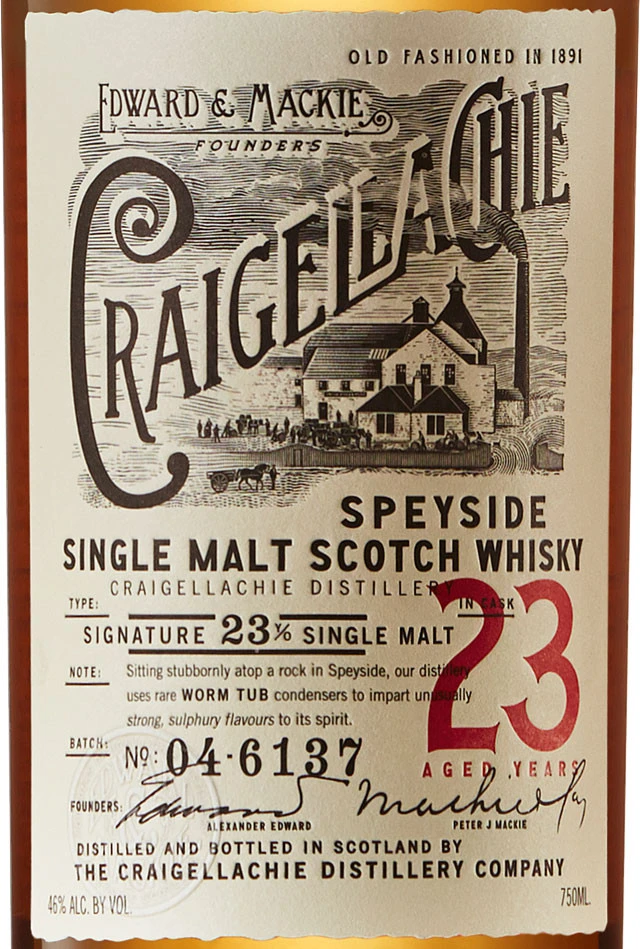 OLD FASHIONED IN 1891
EDWARD & MACKIE
FOUNDERS
CRAIGELLACHIE
SPEYSIDE
SINGLE MALT SCOTCH WHISKY
CRAIGELLACHIE DISTILLERY
TYPE:
IN CASK
SIGNATURE 23 Y/o SINGLE MALT
23
NOTE:
Sitting stubbornly atop a rock in Speyside, our distillery
uses rare WORM TUB condensers to impart unusually
strong, sulphury flavours to its spirit.
BATCH:
No: 04-6137
AGED YEARS
FOUNDERS:
ALEXANDER EDWARD
PETER J MACKIE
DISTILLED AND BOTTLED IN SCOTLAND BY
THE CRAIGELLACHIE DISTILLERY COMPANY
46% ALC. BY VOL.
750ML.